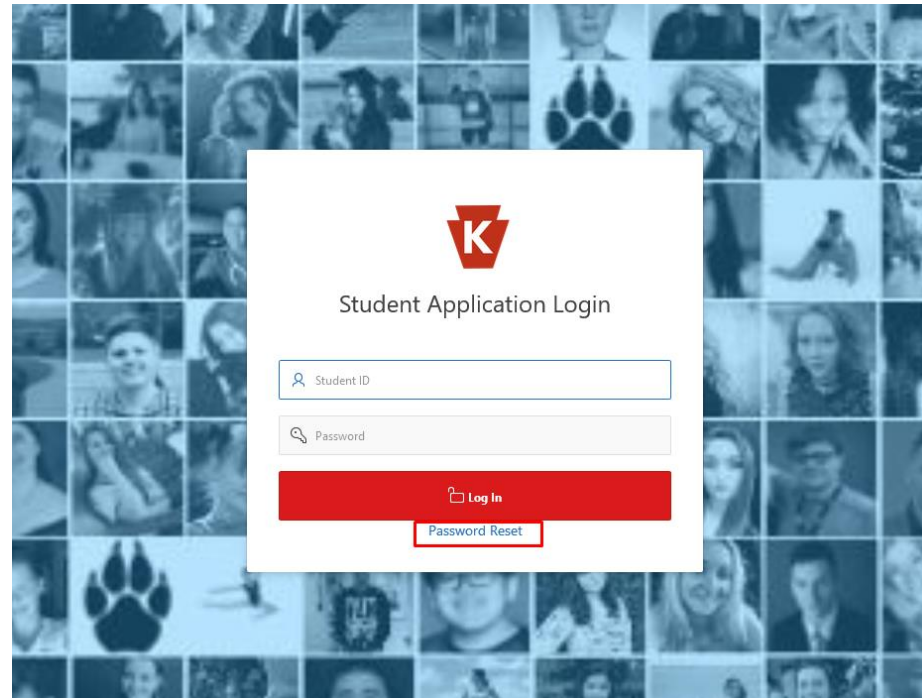 K
Student Application Login
Student ID
Password
Log In
Password Reset